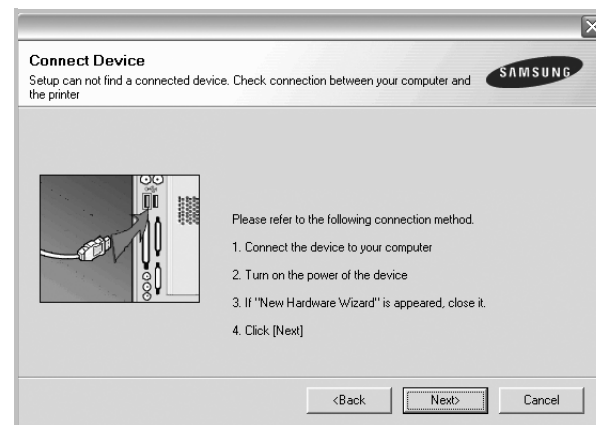 Connect Device
Setup can not find a connected device. Check connection between your computer and
the printer
SAMSUNG
Please refer to the following connection method.
1. Connect the device to your computer
2. Turn on the power of the device
3. If "New Hardware Wizard" is appeared, close it.
4. Click [Next]
<Back
Next>
Cancel